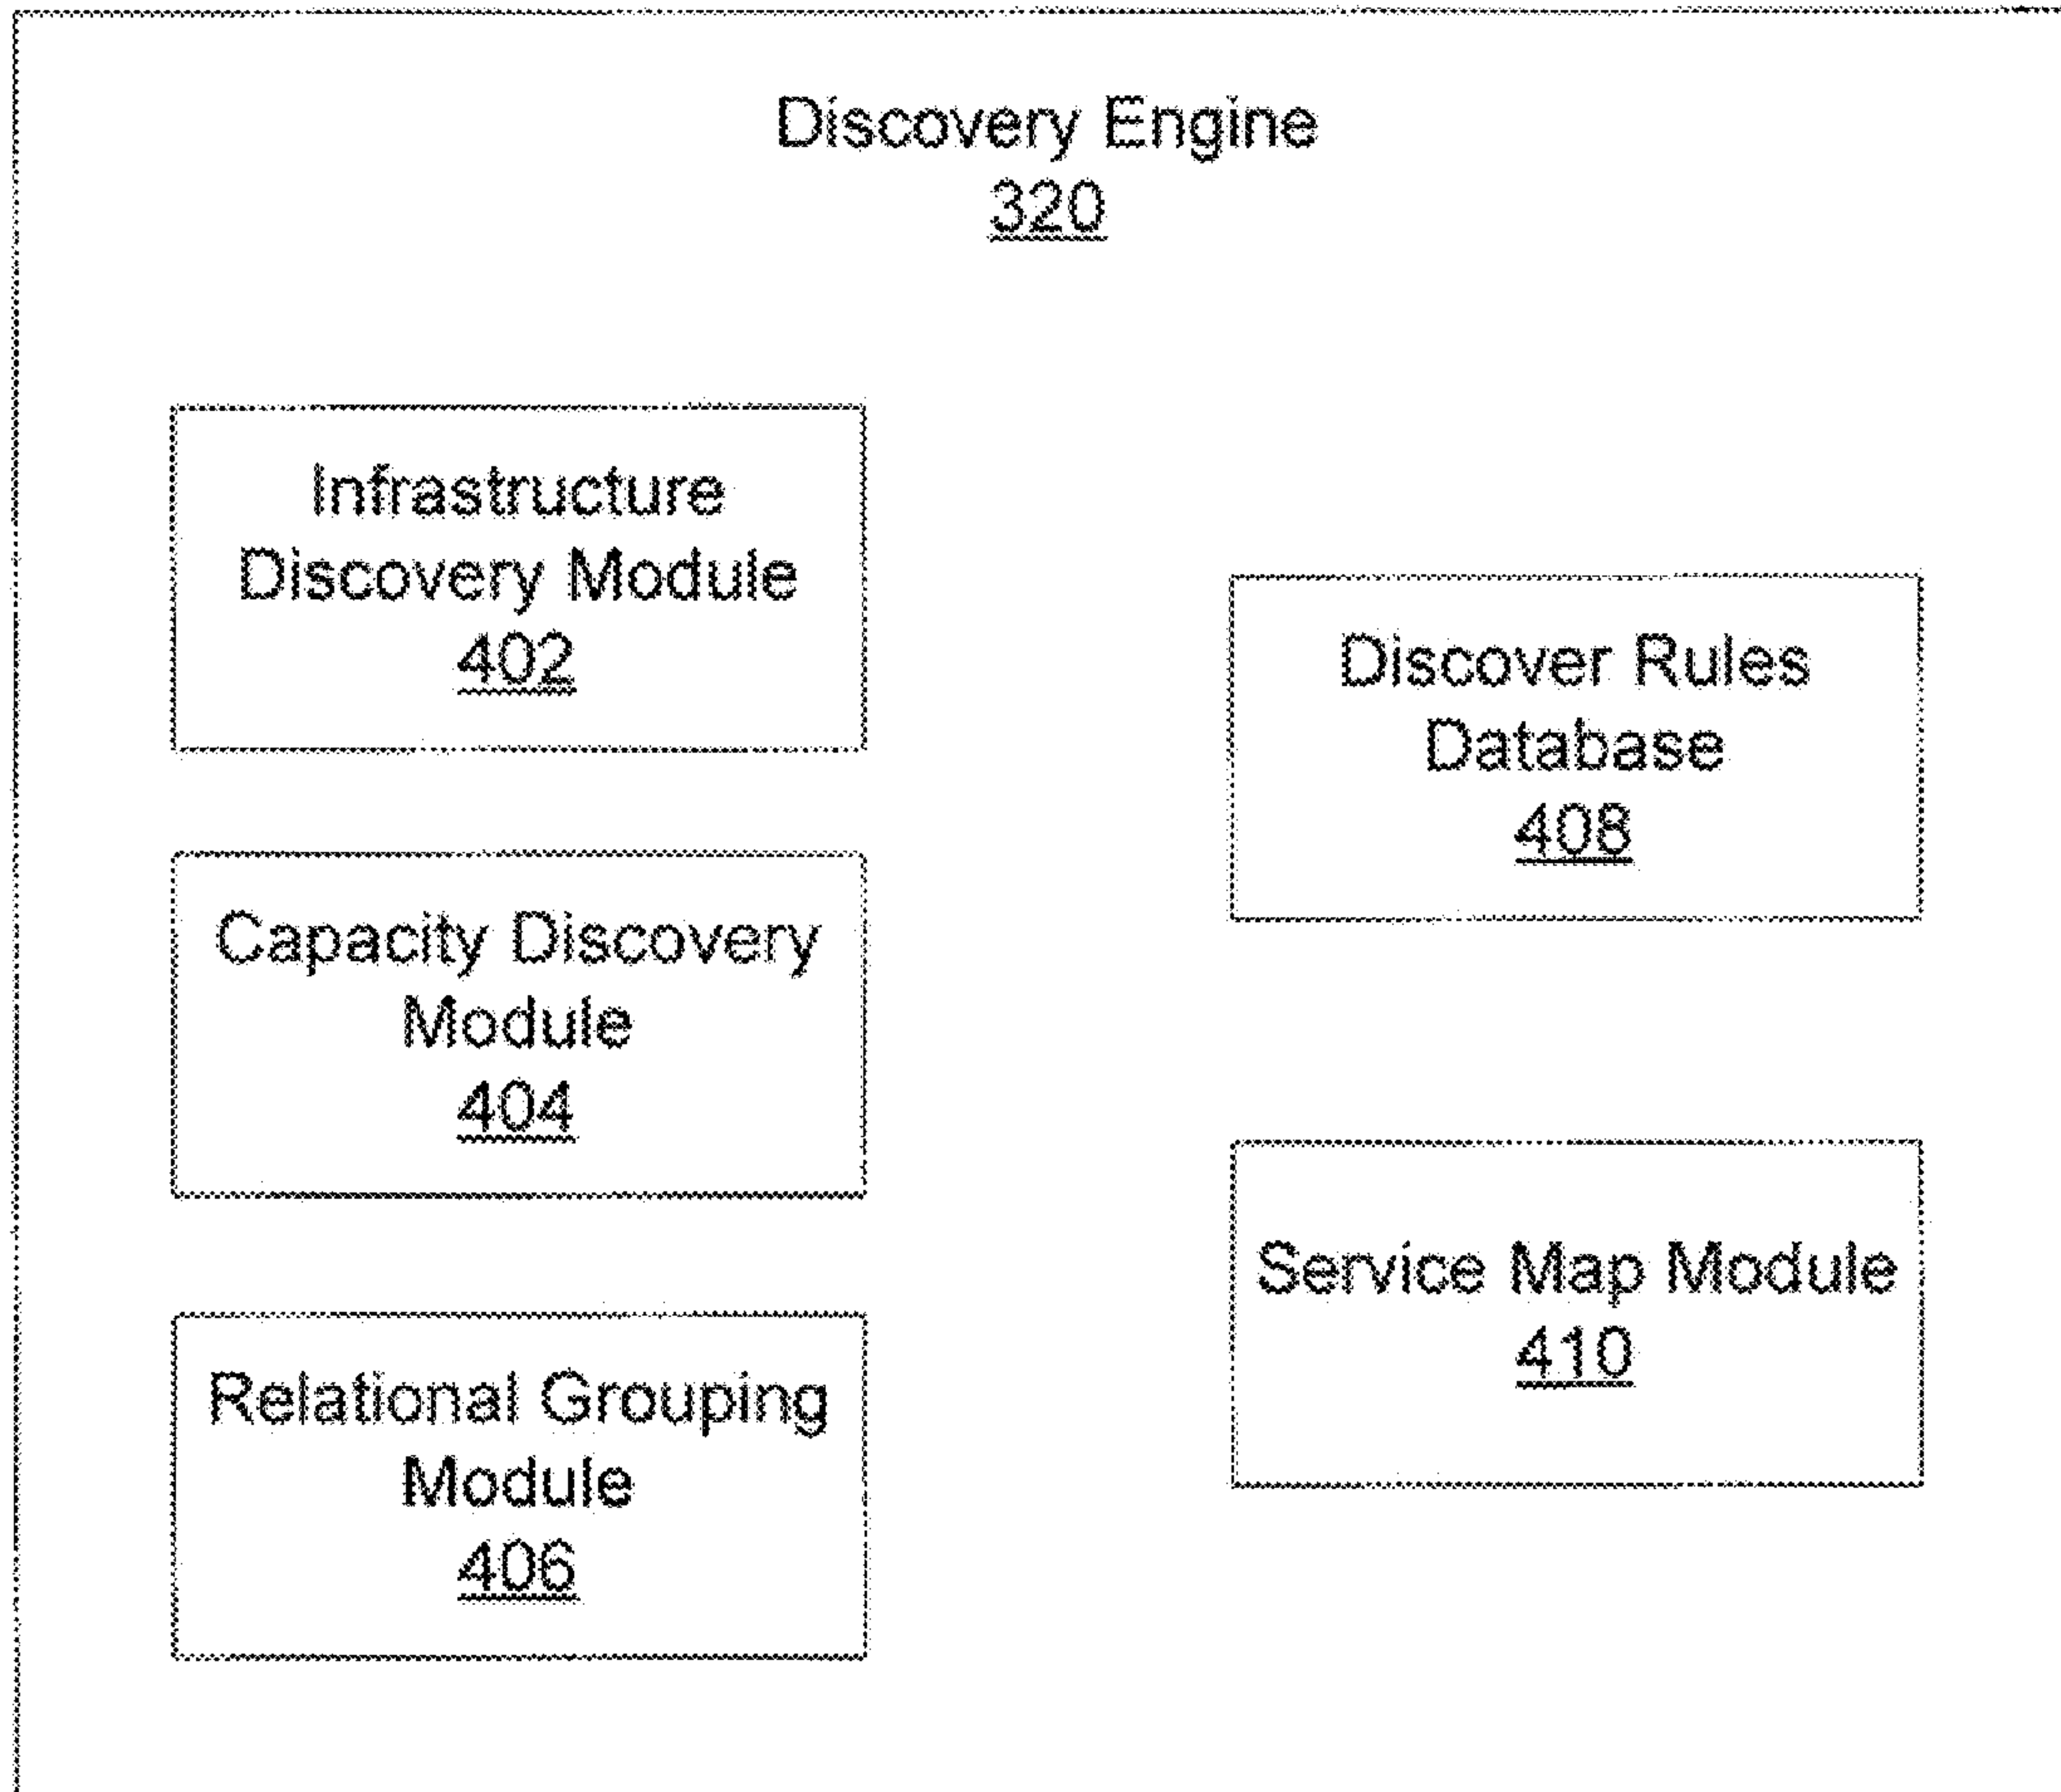 Discovery Engine
320
Infrastructure
Discovery Module
402
Capacity Discovery
Module
404
Relational Grouping
Module
406
Discover Rules
Database
408
Service Map Module
410